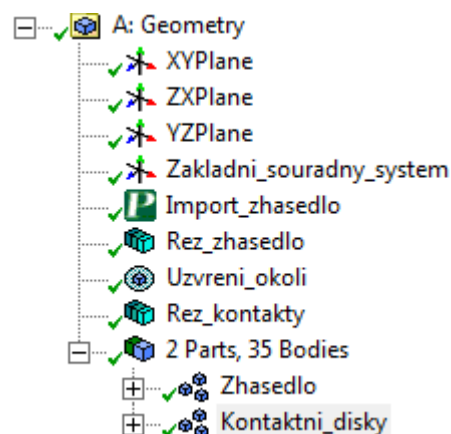 A: Geometry
XYPlane
ZXPlane
YZPlane
Zakladni_souradny_system
P Import_zhasedlo
Rez_zhasedlo
Uzvreni_okoli
Rez_kontakty
2 Parts, 35 Bodies
Zhasedlo
Kontaktni_disky